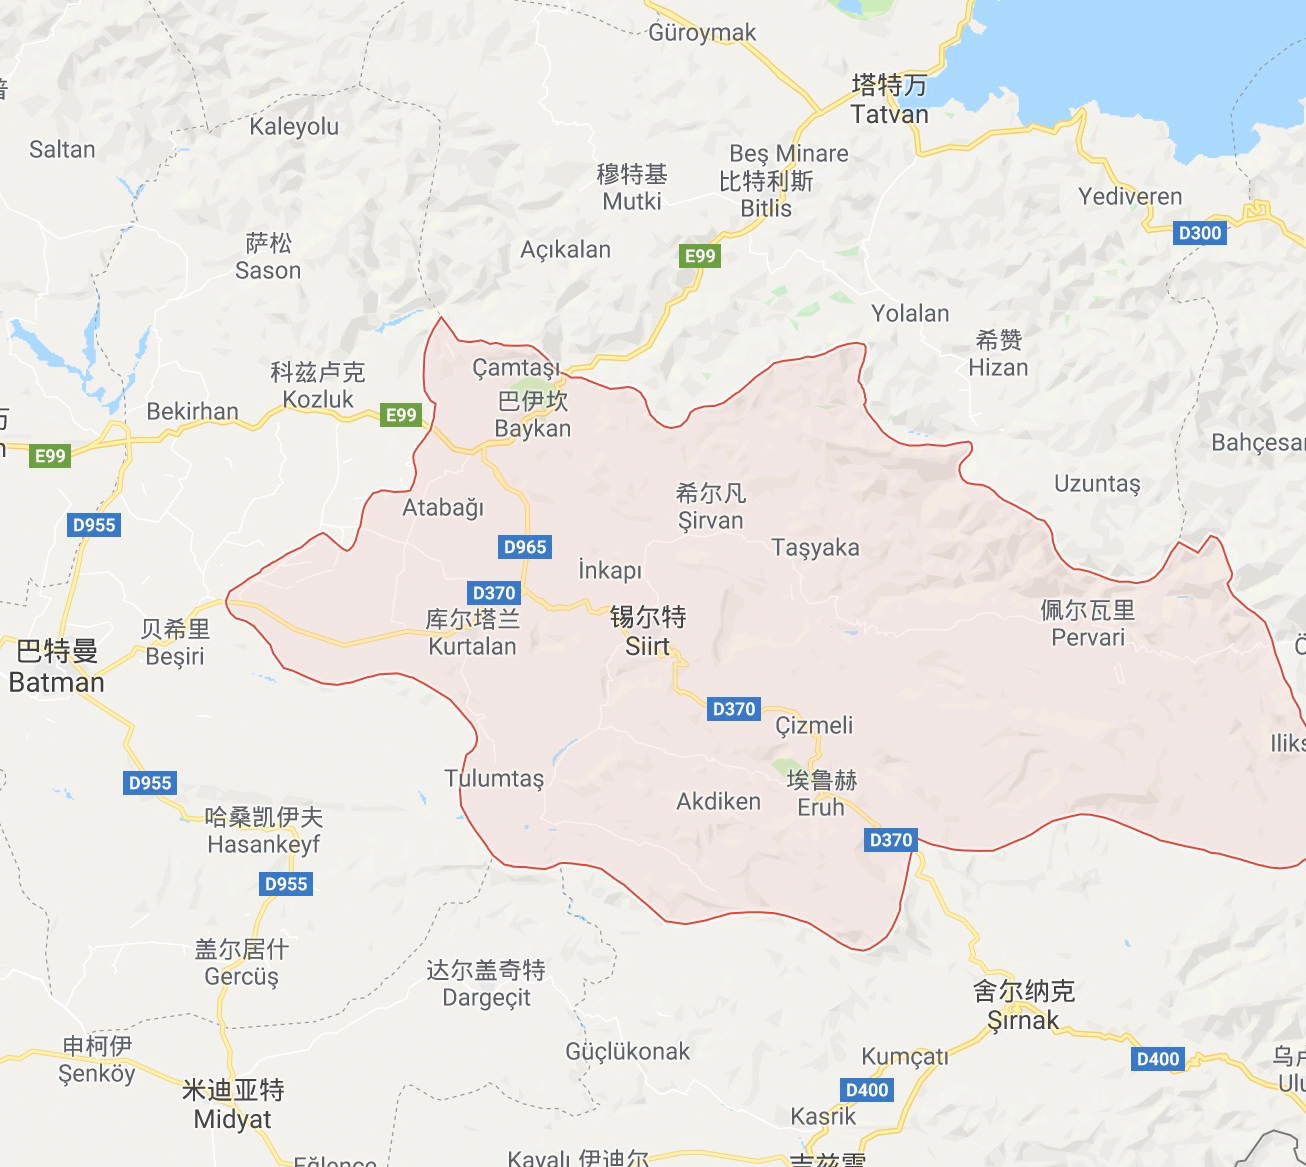 Güroymak
塔特万
Tatvan
Kaleyolu
Saltan
Beş Minare
穆特基
Mutki
比特利斯
Bitlis
Yediveren
D300
萨松
Sason
Açıkalan
E99
Yolalan
希赞
Hizan
Çamtaşı
科兹卢克
Kozluk
巴伊坎
Baykan
Bekirhan
E99
E99
Bahçesar
Uzuntaş
希尔凡
Şirvan
Atabağı
D955
D965
Taşyaka
İnkapı
D370
库尔塔兰
Kurtalan
锡尔特
Siirt
佩尔瓦里
Pervari
贝希里
Beşiri
巴特曼
Batman
D370
Çizmeli
Iliks
Tulumtaş
D955
埃鲁赫
Eruh
Akdiken
哈桑凯伊夫
Hasankeyf
D370
D955
盖尔居什
Gercüş
达尔盖奇特
Dargeçit
舍尔纳克
Şırnak
申柯伊
Şenköy
Güçlükonak
Kumçatı
D400
D400
米迪亚特
Midyat
Kasrik
Ulu
Eğlence
Kayalı
伊迪尔